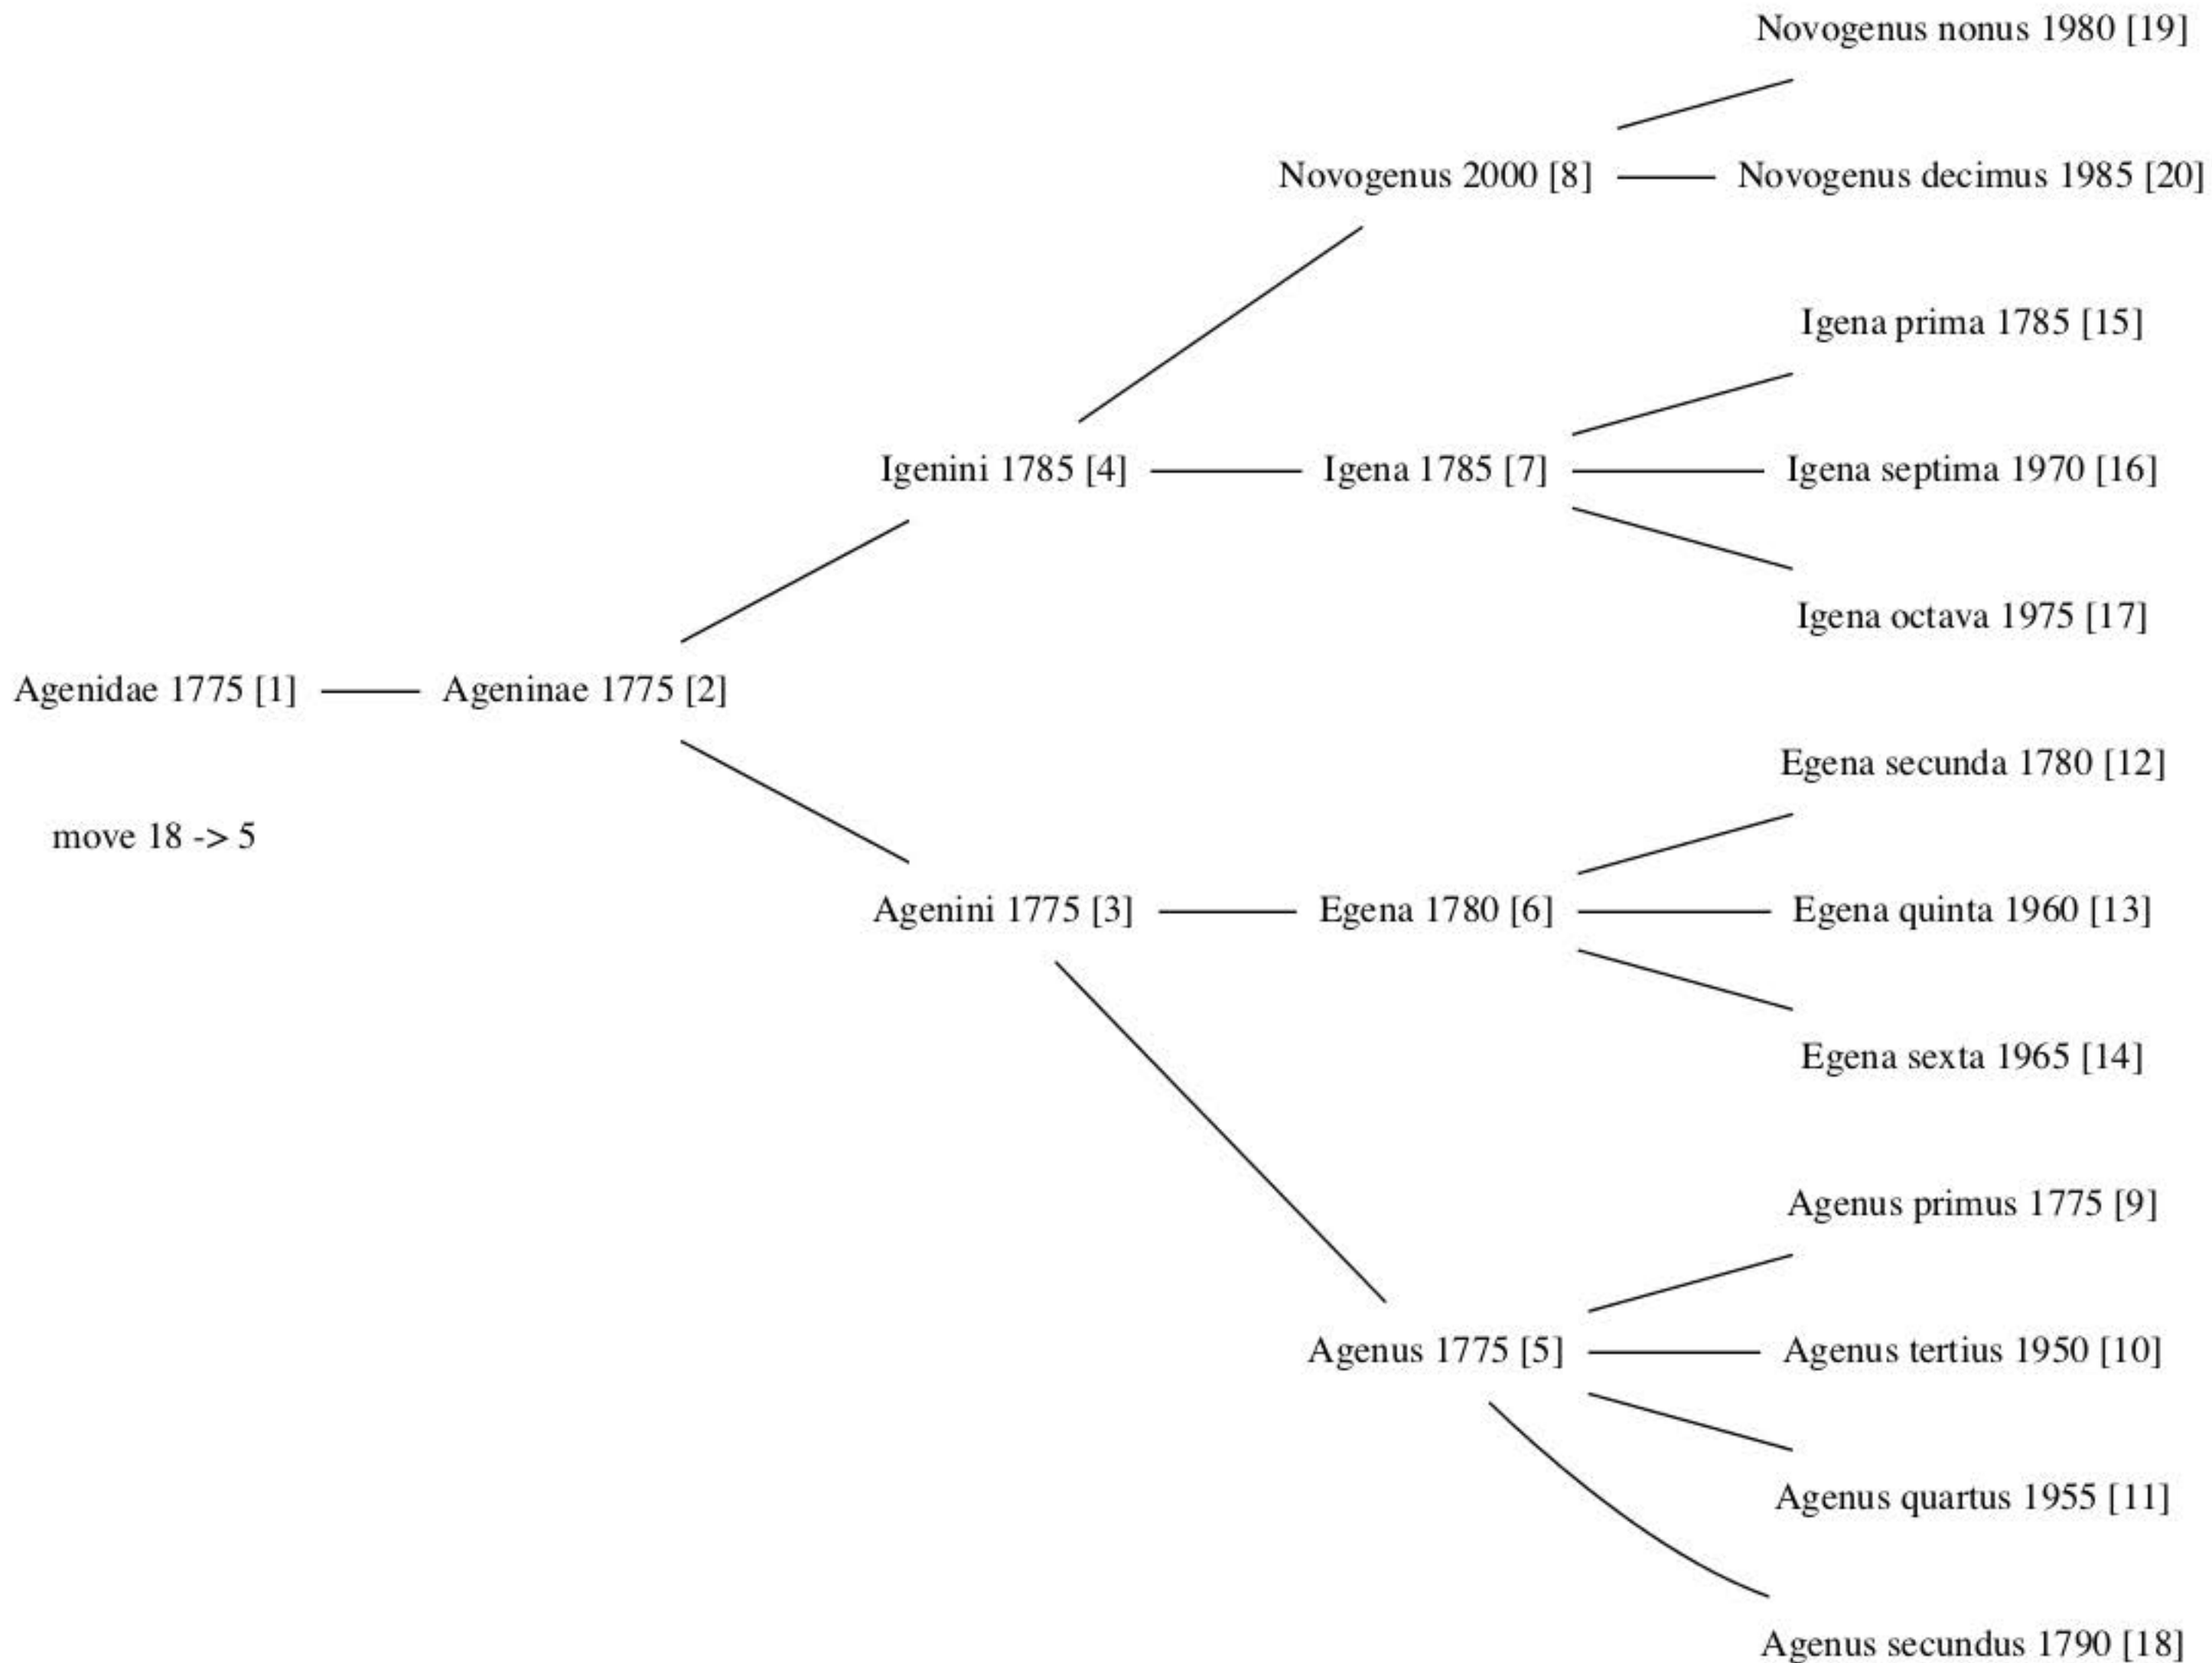 Novogenus nonus 1980 [19]
Novogenus 2000 [8]
Novogenus decimus 1985 [20]
Igena prima 1785 [15]
Igenini 1785 [4]
Igena 1785 [7]
Igena septima 1970 [16]
Igena octava 1975 [17]
Agenidae 1775 [1]
Ageninae 1775 [2]
Egena secunda 1780 [12]
move 18 -> 5
Agenini 1775 [3]
Egena 1780 [6]
Egena quinta 1960 [13]
Egena sexta 1965 [14]
Agenus primus 1775 [9]
Agenus 1775 [5]
Agenus tertius 1950 [10]
Agenus quartus 1955 [11]
Agenus secundus 1790 [18]